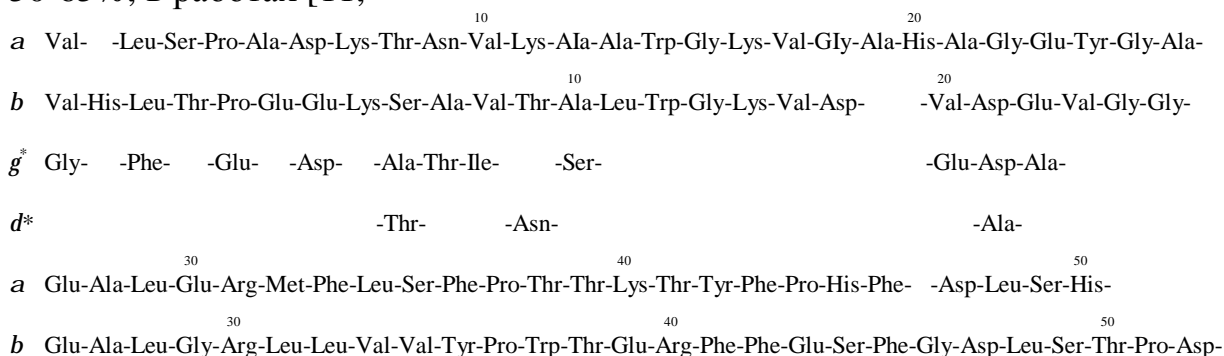 10 20
a Val- -Leu-Ser-Pro-Ala-Asp-Lys-Thr-Asn-Val-Lys-AIa-Ala-Trp-Gly-Lys-Val-GIy-Ala-His-Ala-Gly-Glu-Tyr-Gly-Ala-
10 20
b Val-His-Leu-Thr-Pro-Glu-Glu-Lys-Ser-Ala-Val-Thr-Ala-Leu-Trp-Gly-Lys-Val-Asp- -Val-Asp-Glu-Val-Gly-Gly-
g* Gly- -Phe- -Glu- -Asp- -Ala-Thr-Ile- -Ser- -Glu-Asp-Ala-
d* -Thr- -Asn- -Ala-
30 40 50
a Glu-Ala-Leu-Glu-Arg-Met-Phe-Leu-Ser-Phe-Pro-Thr-Thr-Lys-Thr-Tyr-Phe-Pro-His-Phe- -Asp-Leu-Ser-His-
30 40 50
b Glu-Ala-Leu-Gly-Arg-Leu-Leu-Val-Val-Tyr-Pro-Trp-Thr-Glu-Arg-Phe-Phe-Glu-Ser-Phe-Gly-Asp-Leu-Ser-Thr-Pro-Asp-